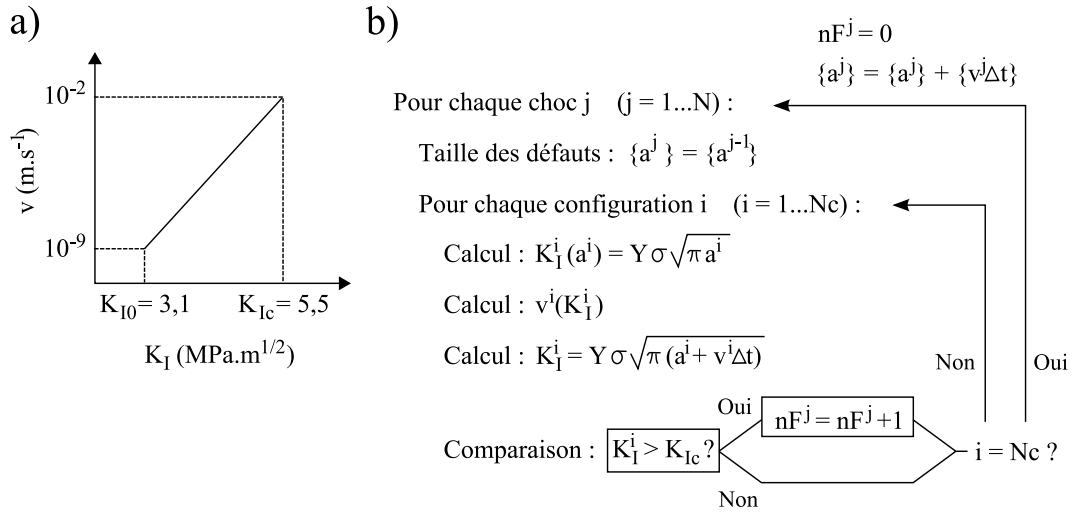 a)
10⁻²
v (m.s⁻¹)
10⁻⁹
K_I0 = 3,1
K_Ic = 5,5
K_I (MPa.m^1/2)
b)
nF^j = 0
{a^j} = {a^j} + {v^jΔt}
Pour chaque choc j (j = 1...N) :
Taille des défauts : {a^j } = {a^j-1}
Pour chaque configuration i (i = 1...Nc) :
Calcul : K_I^i (a^i) = Y σ √(π a^i)
Calcul : v^i(K_I^i)
Calcul : K_I^i = Y σ √(π (a^i + v^iΔt))
Non
Oui
Oui
nF^j = nF^j +1
Comparaison : K_I^i > K_Ic ?
i = Nc ?
Non